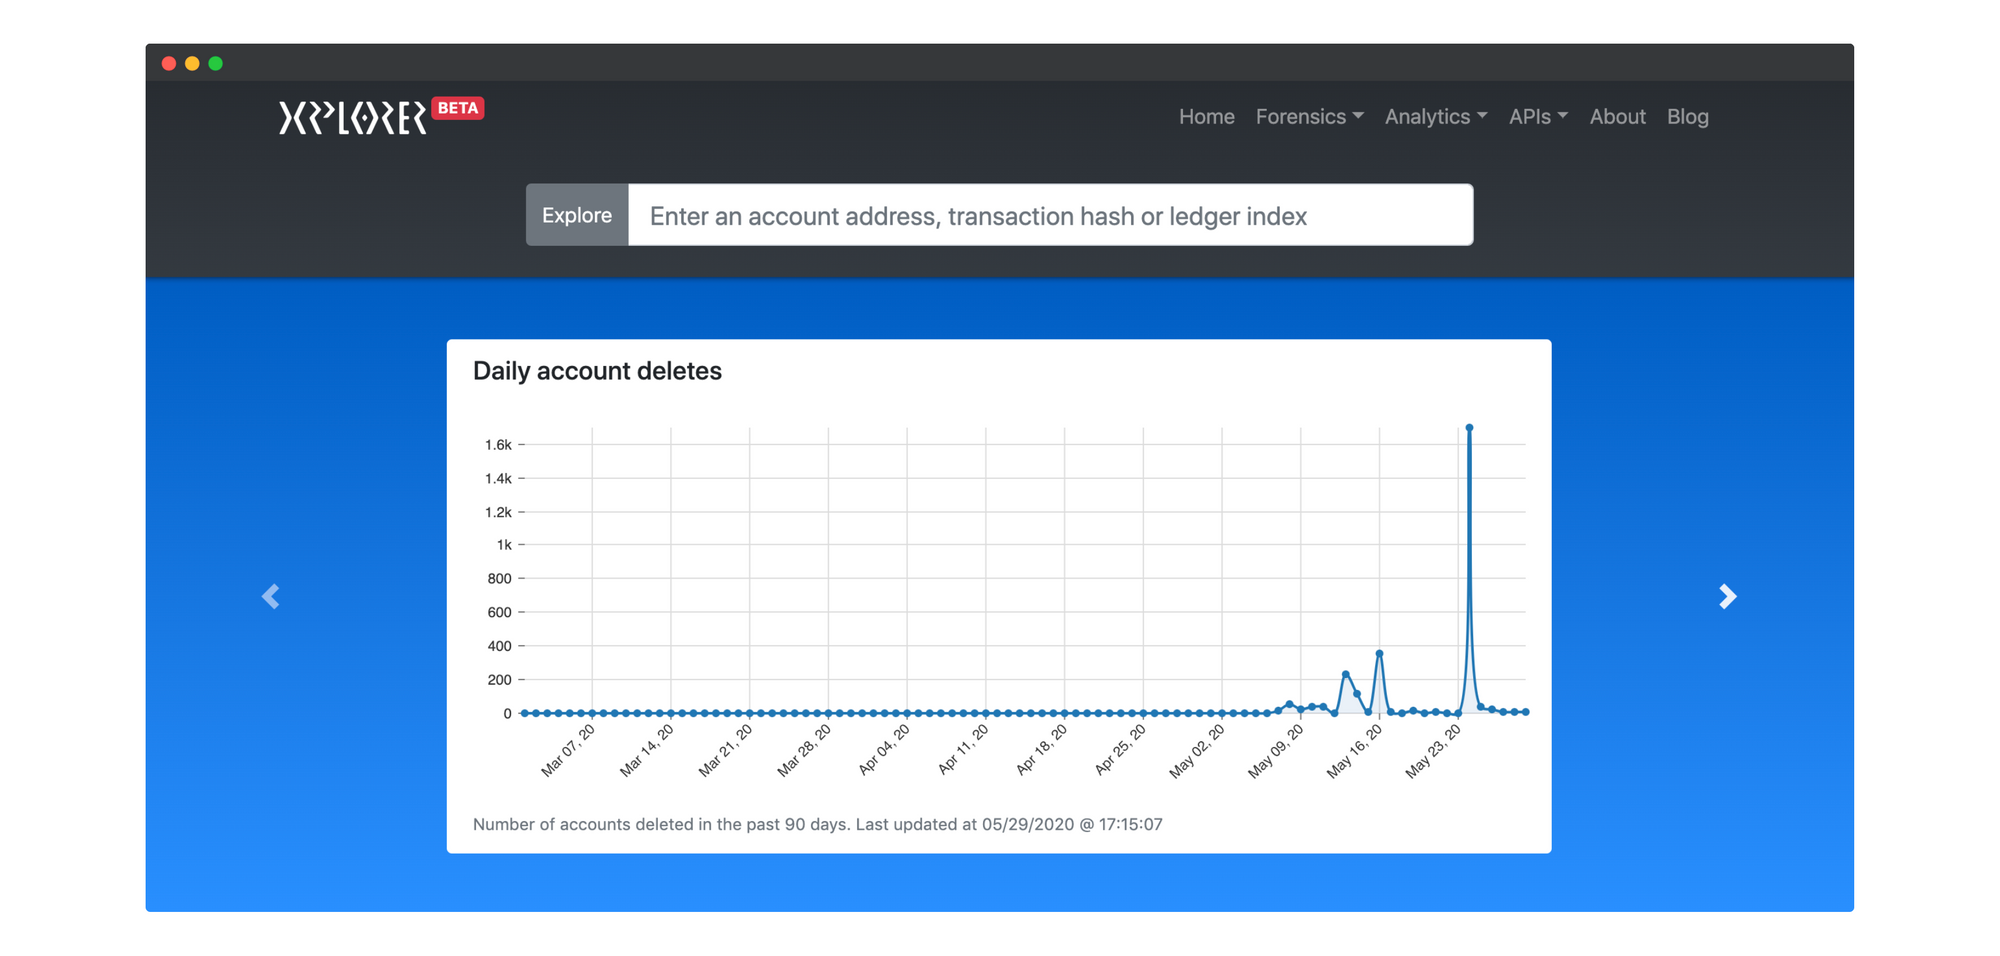 XPLORER BETA
Home Forensics Analytics APIs About Blog
Explore Enter an account address, transaction hash or ledger index
Daily account deletes
1.6k
1.4k
1.2k
1k
800
600
400
200
0
Mar 07, 20 Mar 14, 20 Mar 21, 20 Mar 28, 20 Apr 04, 20 Apr 11, 20 Apr 18, 20 Apr 25, 20 May 02, 20 May 09, 20 May 16, 20 May 23, 20
Number of accounts deleted in the past 90 days. Last updated at 05/29/2020 @ 17:15:07